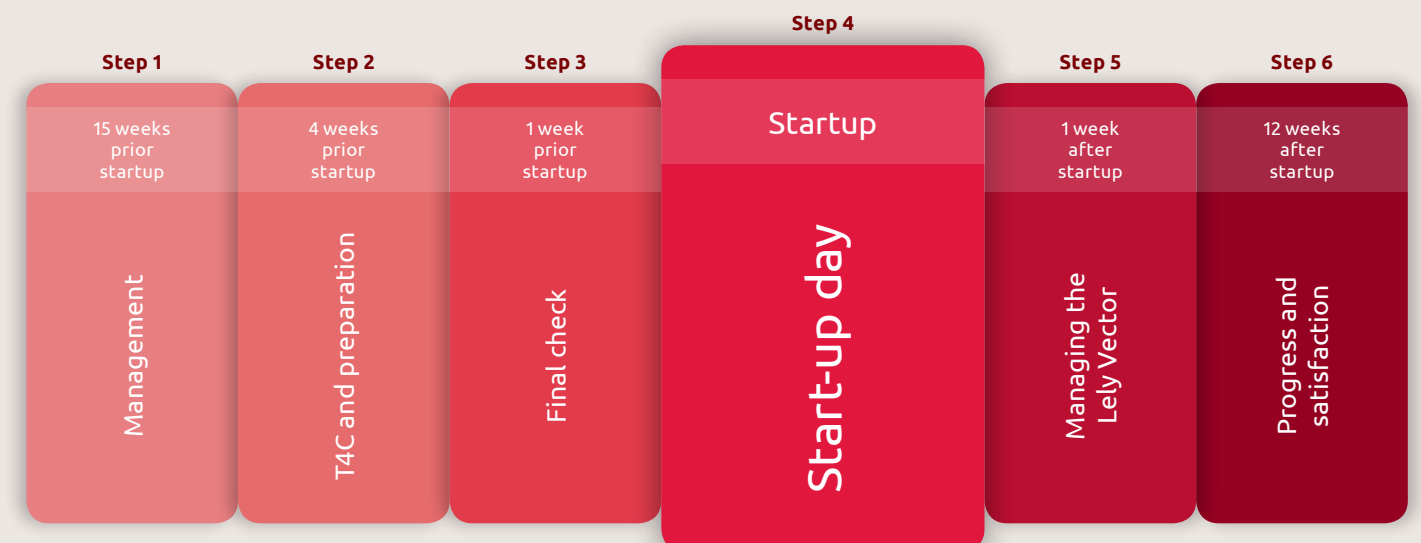 Step 1
15 weeks
prior
startup
Management
Step 2
4 weeks
prior
startup
T4C and preparation
Step 3
1 week
prior
startup
Final check
Step 4
Startup
Start-up day
Step 5
1 week
after
startup
Managing the
Lely Vector
Step 6
12 weeks
after
startup
Progress and
satisfaction